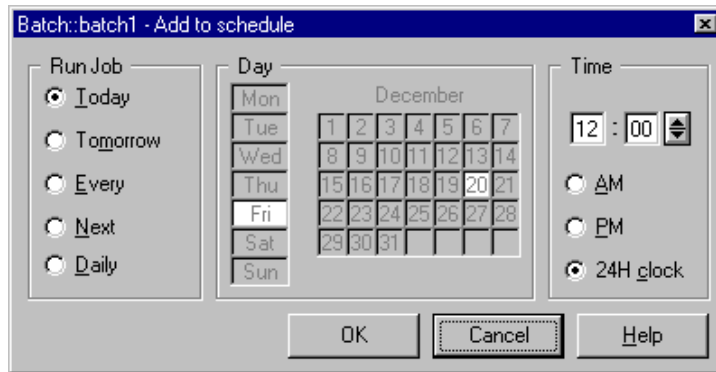 Batch::batch1 - Add to schedule
Run Job
Today
Tomorrow
Every
Next
Daily
Day
Mon
Tue
Wed
Thu
Fri
Sat
Sun
December
1 2 3 4 5 6 7
8 9 10 11 12 13 14
15 16 17 18 19 20 21
22 23 24 25 26 27 28
29 30 31
Time
12 : 00
AM
PM
24H clock
OK Cancel Help